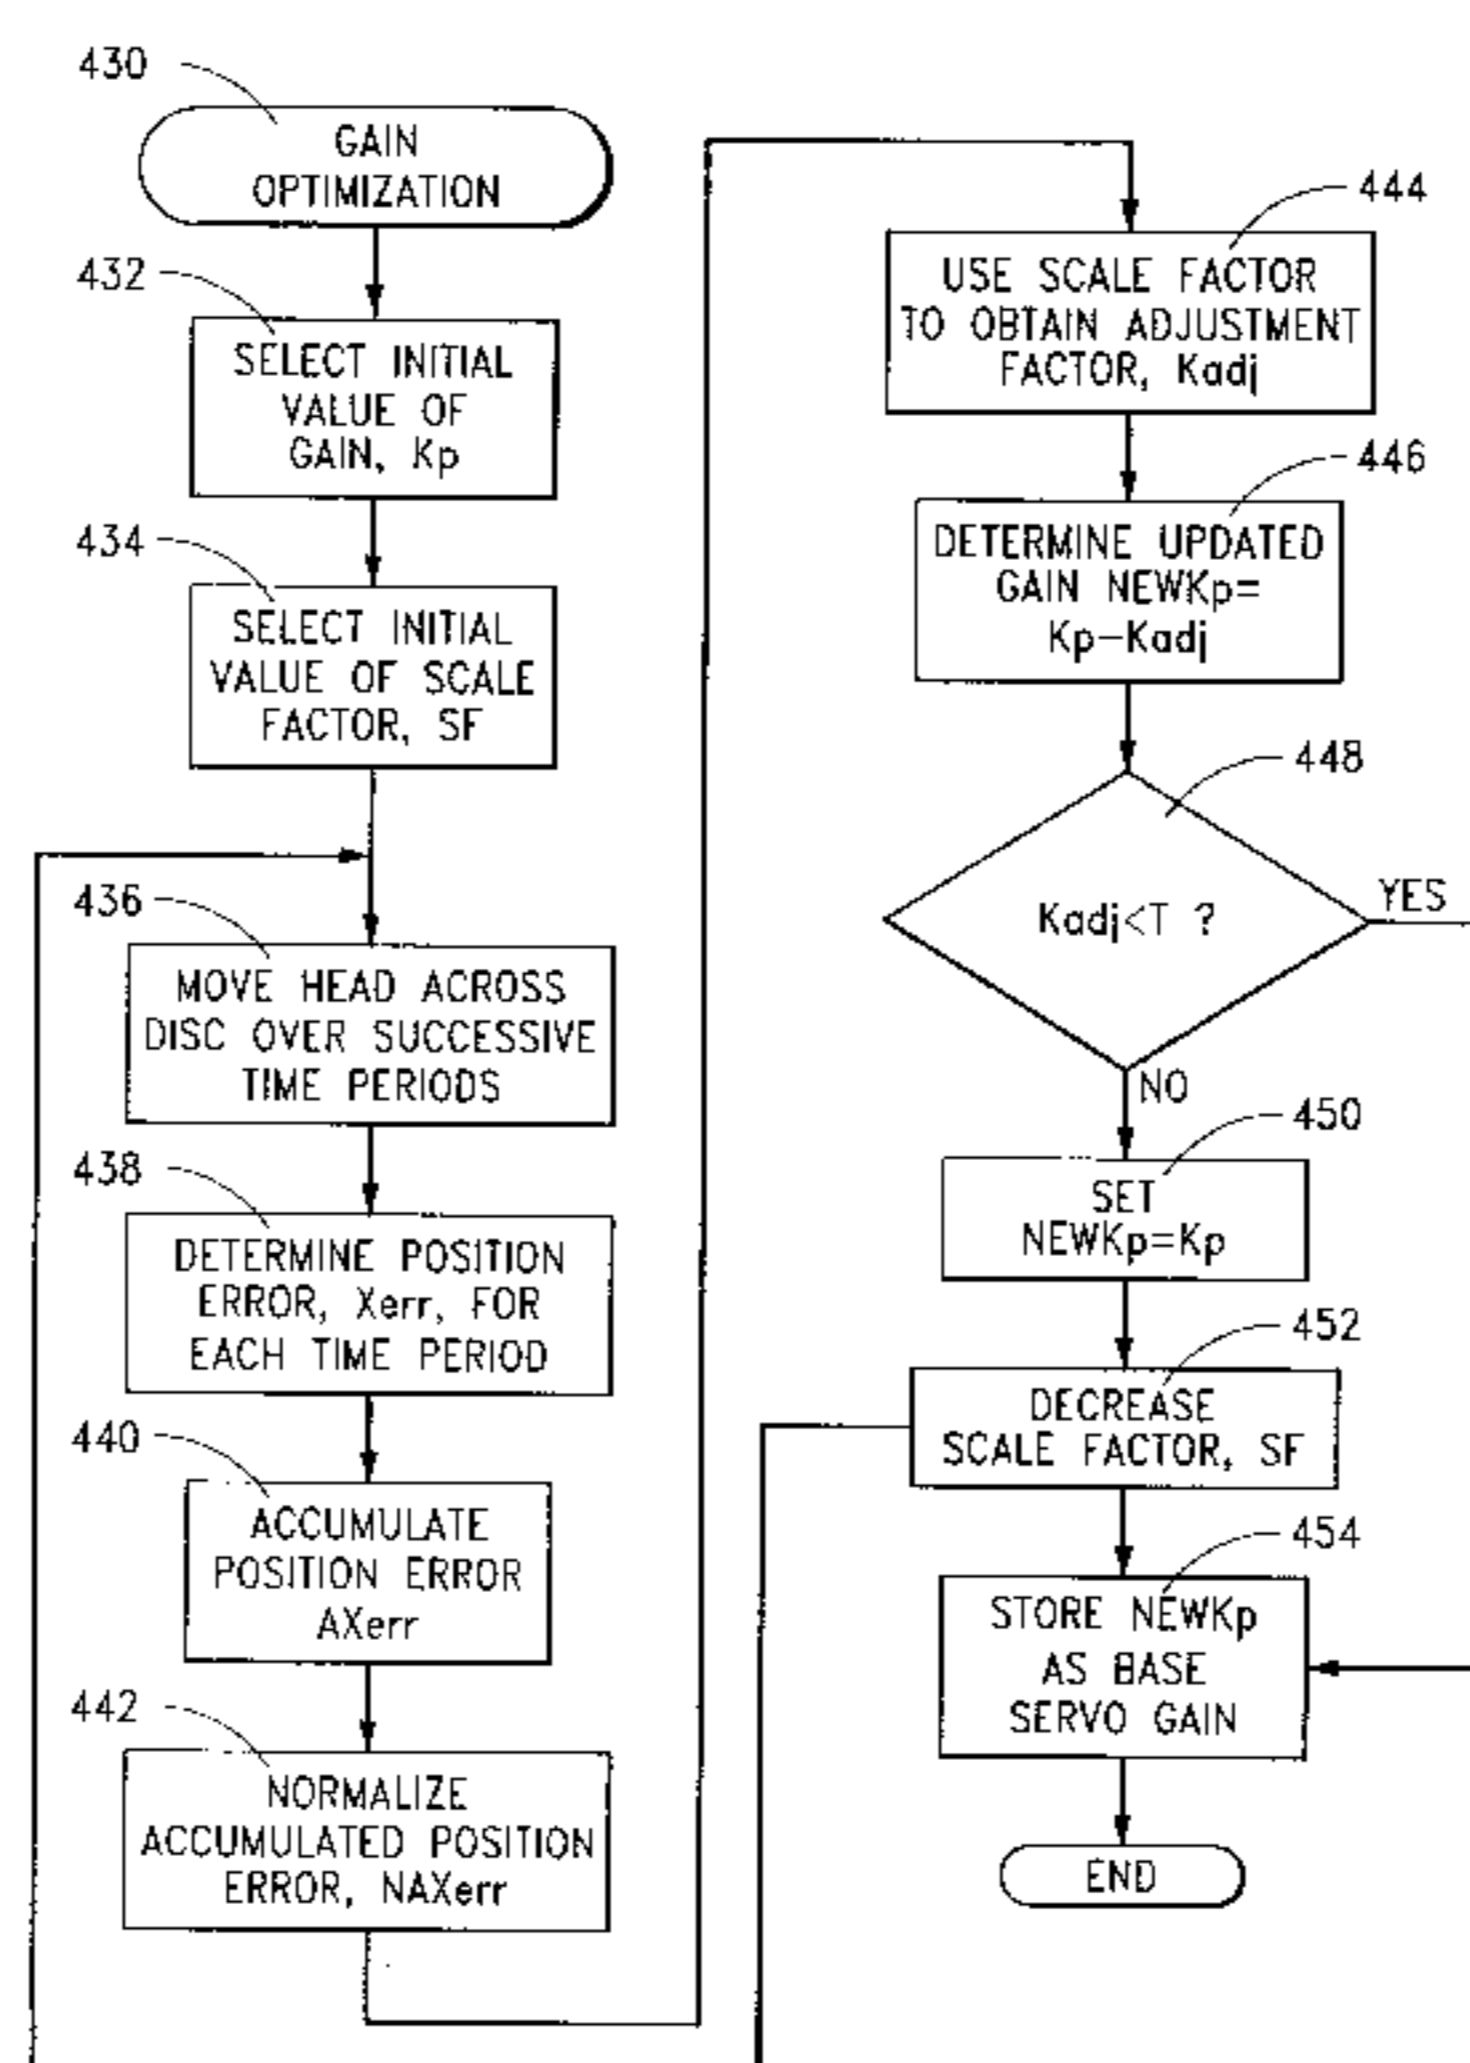 430
GAIN
OPTIMIZATION
432
SELECT INITIAL
VALUE OF
GAIN, Kp
434
SELECT INITIAL
VALUE OF SCALE
FACTOR, SF
436
MOVE HEAD ACROSS
DISC OVER SUCCESSIVE
TIME PERIODS
438
DETERMINE POSITION
ERROR, Xerr, FOR
EACH TIME PERIOD
440
ACCUMULATE
POSITION ERROR
AXerr
442
NORMALIZE
ACCUMULATED POSITION
ERROR, NAXerr
444
USE SCALE FACTOR
TO OBTAIN ADJUSTMENT
FACTOR, Kadj
446
DETERMINE UPDATED
GAIN NEWKp=
Kp-Kadj
448
Kadj<T ?
YES
NO
450
SET
NEWKp=Kp
452
DECREASE
SCALE FACTOR, SF
454
STORE NEWKp
AS BASE
SERVO GAIN
END